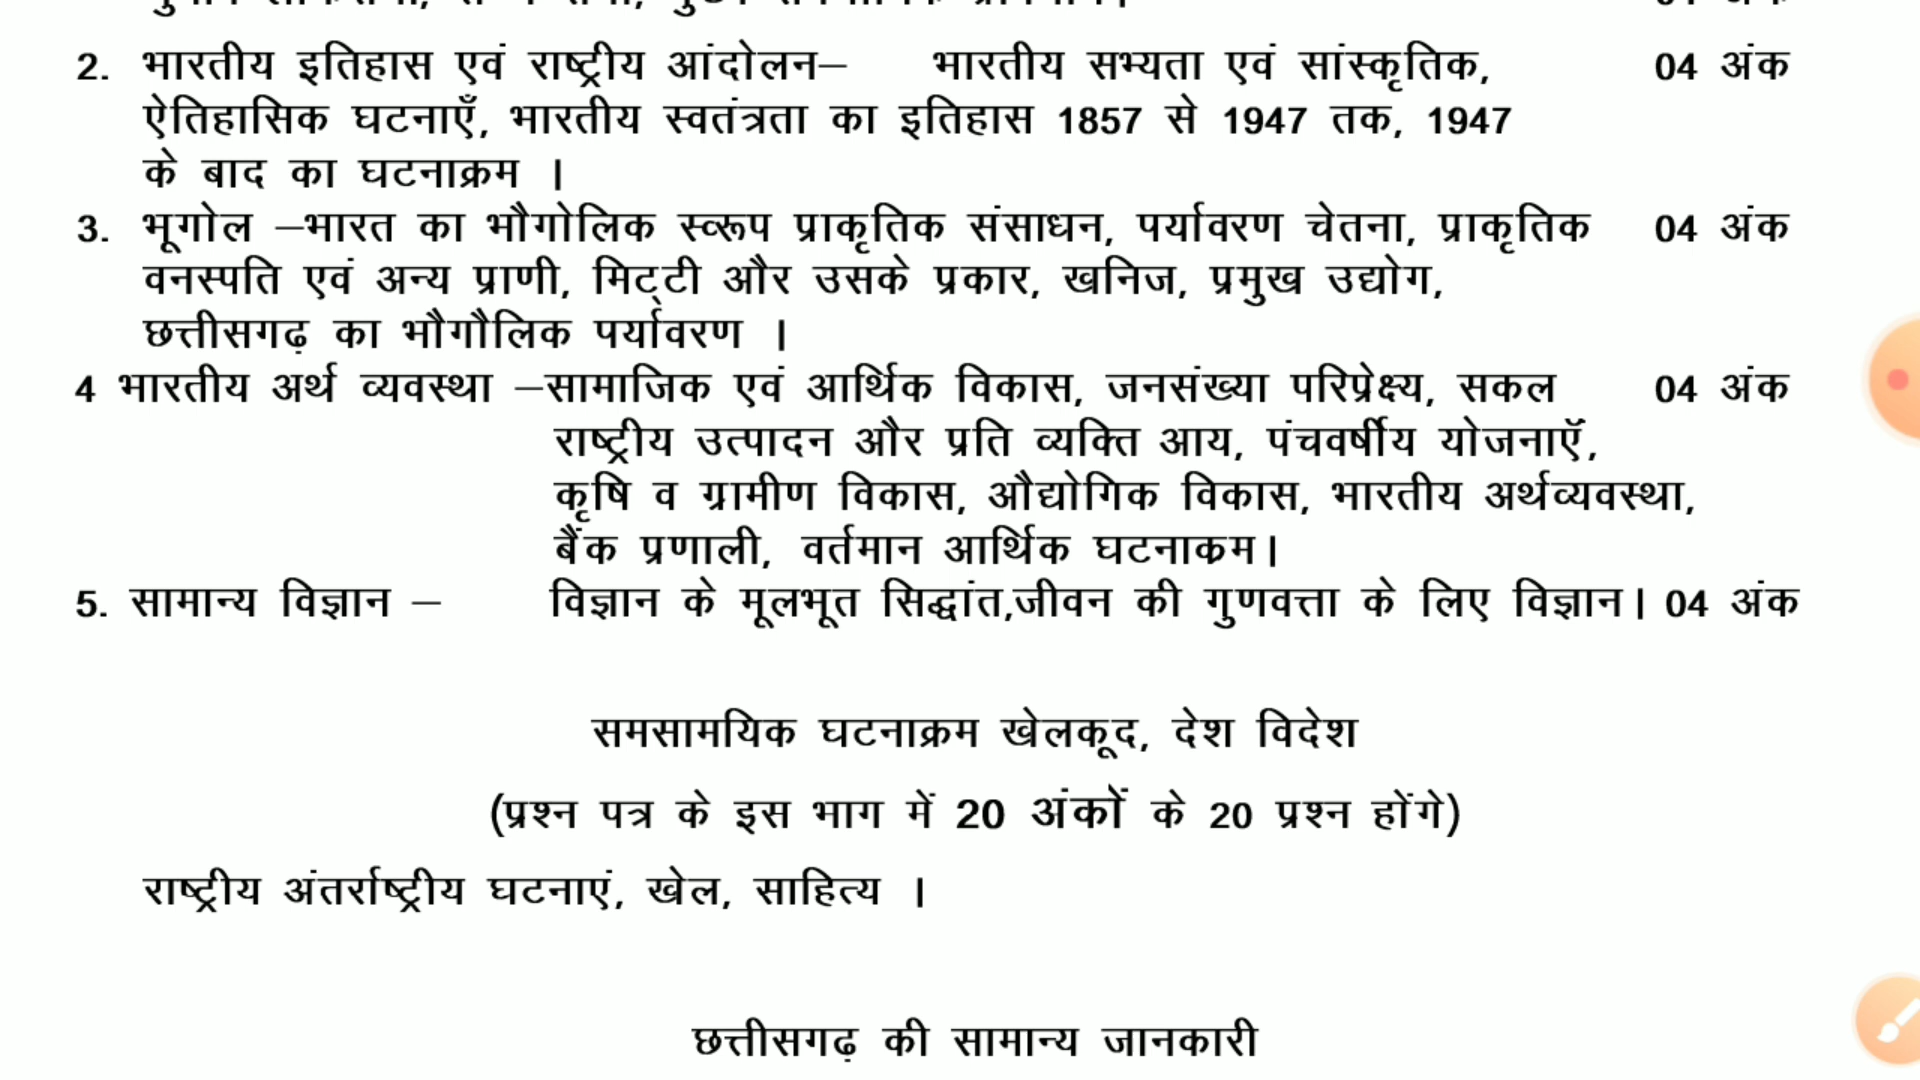 04 अंक
2. भारतीय इतिहास एवं राष्ट्रीय आंदोलन– भारतीय सभ्यता एवं सांस्कृतिक, 04 अंक
ऐतिहासिक घटनाएँ, भारतीय स्वतंत्रता का इतिहास 1857 से 1947 तक, 1947
के बाद का घटनाक्रम ।
3. भूगोल –भारत का भौगोलिक स्वरूप प्राकृतिक संसाधन, पर्यावरण चेतना, प्राकृतिक 04 अंक
वनस्पति एवं अन्य प्राणी, मिट्टी और उसके प्रकार, खनिज, प्रमुख उद्योग,
छत्तीसगढ़ का भौगौलिक पर्यावरण ।
4 भारतीय अर्थ व्यवस्था –सामाजिक एवं आर्थिक विकास, जनसंख्या परिप्रेक्ष्य, सकल 04 अंक
राष्ट्रीय उत्पादन और प्रति व्यक्ति आय, पंचवर्षीय योजनाऍं,
कृषि व ग्रामीण विकास, औद्योगिक विकास, भारतीय अर्थव्यवस्था,
बैंक प्रणाली, वर्तमान आर्थिक घटनाकम।
5. सामान्य विज्ञान – विज्ञान के मूलभूत सिद्धांत,जीवन की गुणवत्ता के लिए विज्ञान। 04 अंक
समसामयिक घटनाक्रम खेलकूद, देश विदेश
(प्रश्न पत्र के इस भाग में 20 अंकों के 20 प्रश्न होंगे)
राष्ट्रीय अंतर्राष्ट्रीय घटनाएं, खेल, साहित्य ।
छत्तीसगढ़ की सामान्य जानकारी